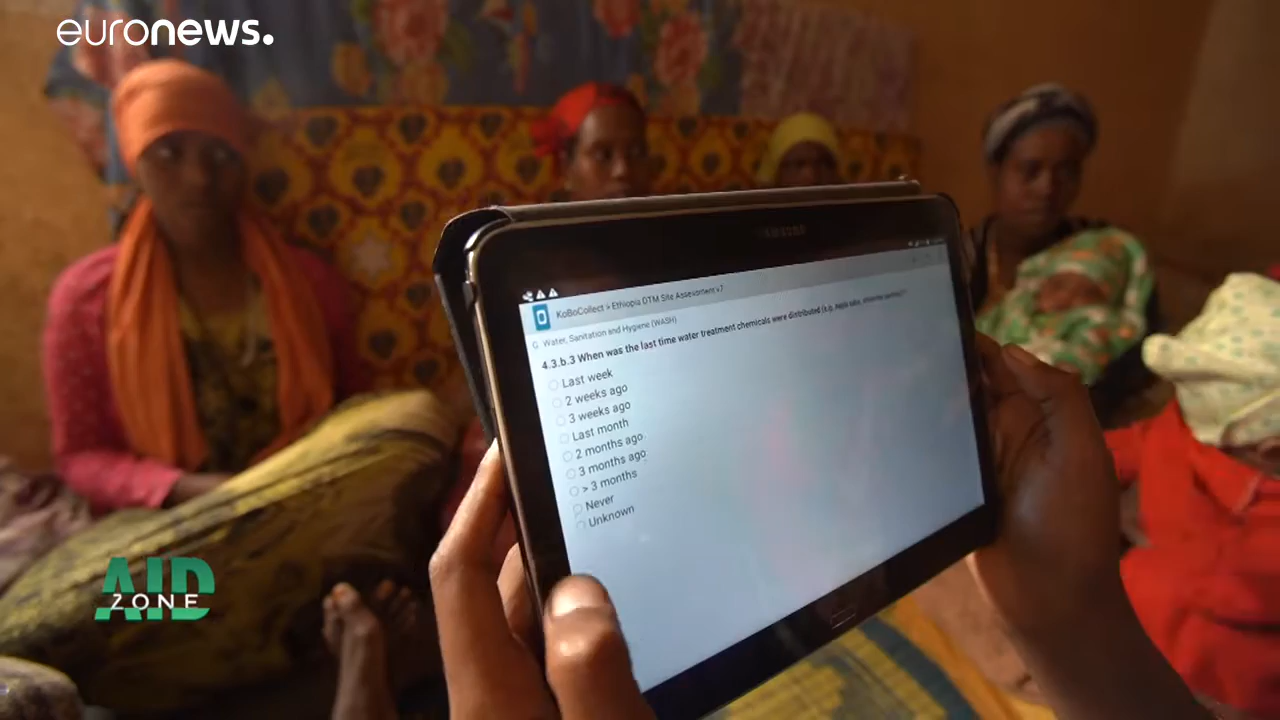 euronews.
SAMSUNG
KoBoCollect > Ethiopia DTM Site Assessment v.7
G. Water, Sanitation and Hygiene (WASH)
4.3.b.3 When was the last time water treatment chemicals were distributed (e.g.
Last week
2 weeks ago
3 weeks ago
Last month
2 months ago
3 months ago
> 3 months
Never
Unknown
AID
ZONE